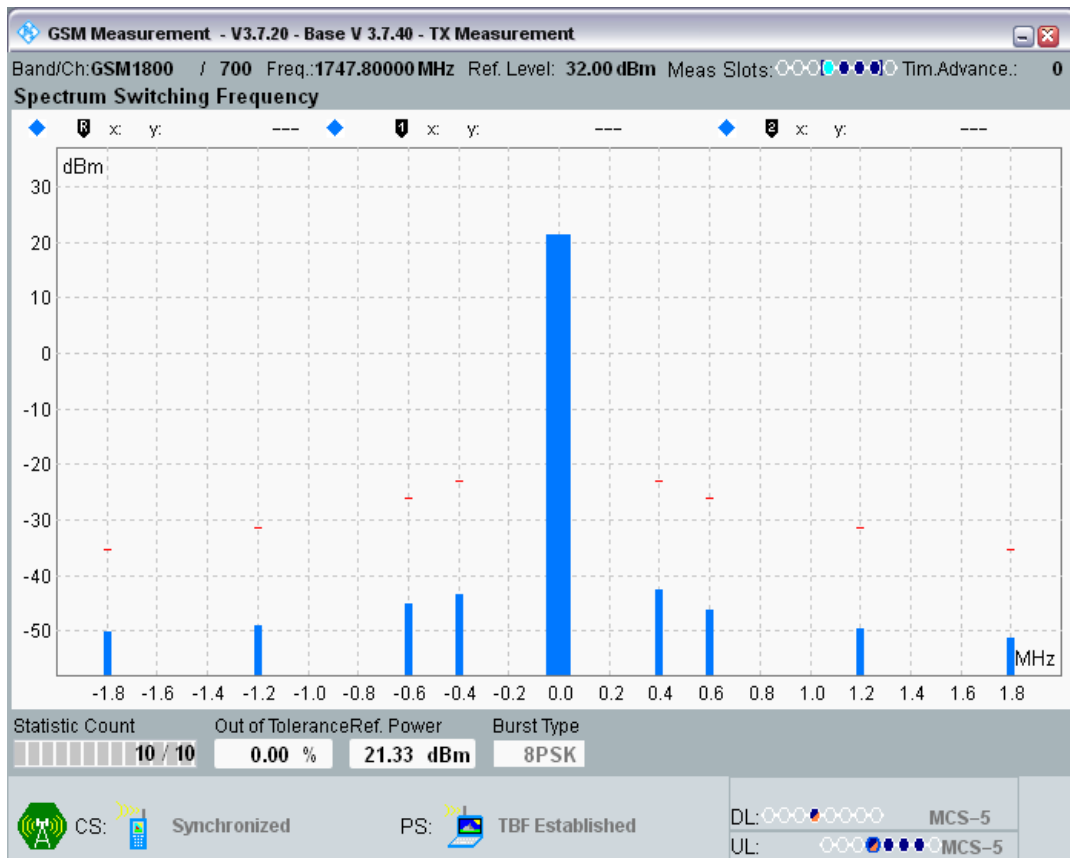 GSM Measurement - V3.7.20 - Base V 3.7.40 - TX Measurement
Band/Ch:GSM1800 / 700 Freq.:1747.80000 MHz Ref. Level: 32.00 dBm Meas Slots: Tim.Advance.: 0
Spectrum Switching Frequency
R x: y: --- 1 x: y: --- 2 x: y: ---
dBm
30
20
10
0
-10
-20
-30
-40
-50
MHz
-1.8 -1.6 -1.4 -1.2 -1.0 -0.8 -0.6 -0.4 -0.2 0.0 0.2 0.4 0.6 0.8 1.0 1.2 1.4 1.6 1.8
Statistic Count Out of Tolerance Ref. Power Burst Type
10 / 10 0.00 % 21.33 dBm 8PSK
CS: Synchronized PS: TBF Established DL: MCS-5
UL: MCS-5